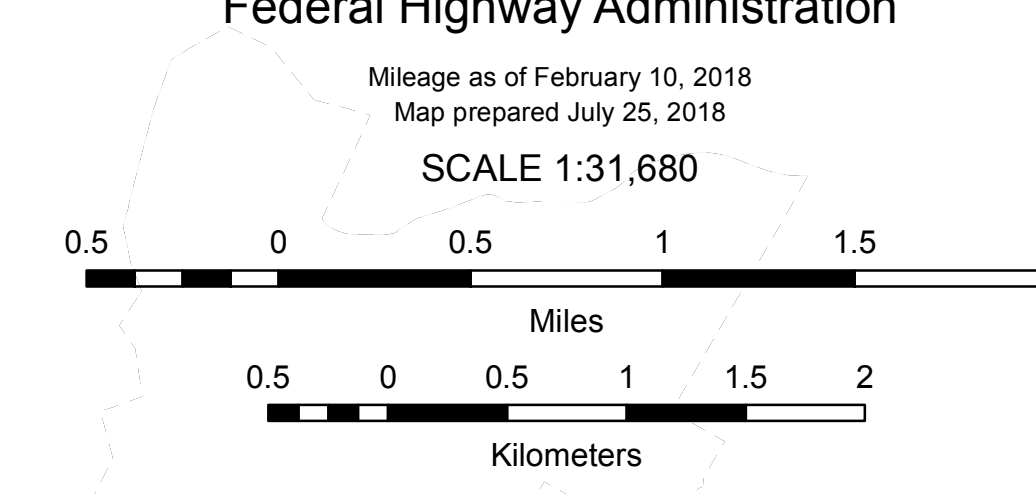 Federal Highway Administration
Mileage as of February 10, 2018
Map prepared July 25, 2018
SCALE 1:31,680
0.5 0 0.5 1 1.5
Miles
0.5 0 0.5 1 1.5 2
Kilometers